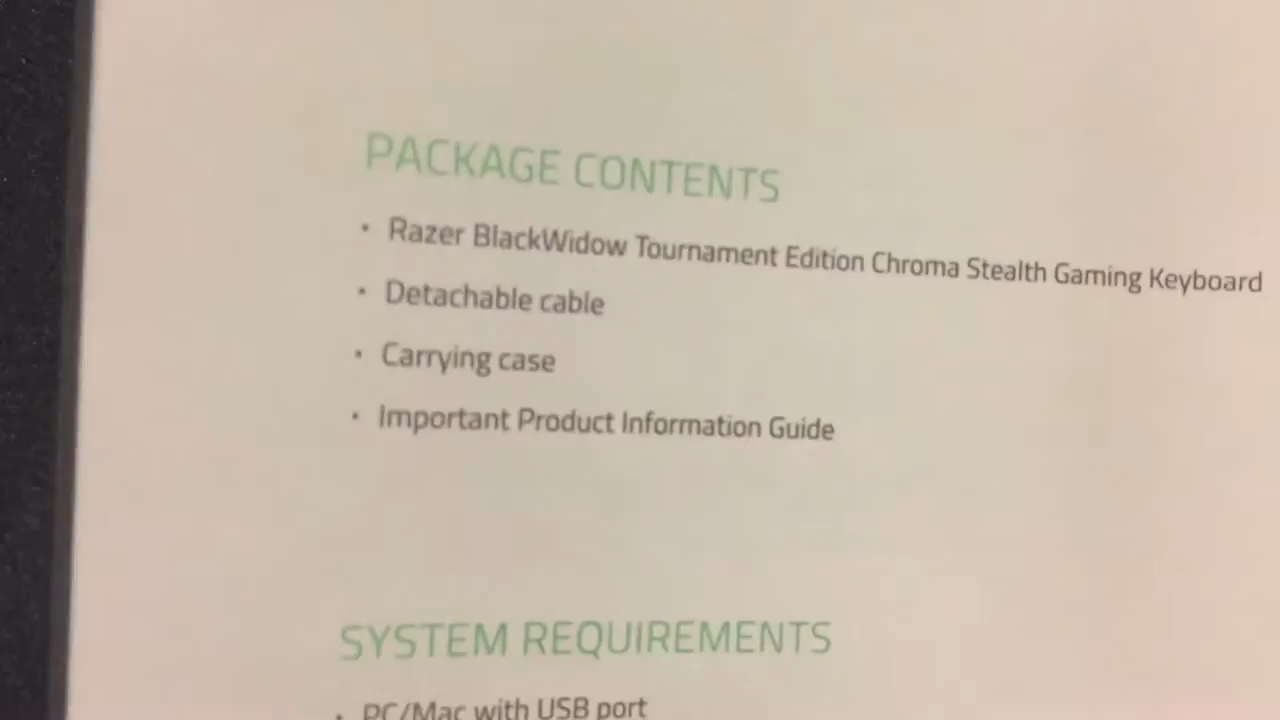 PACKAGE CONTENTS
• Razer BlackWidow Tournament Edition Chroma Stealth Gaming Keyboard
• Detachable cable
• Carrying case
• Important Product Information Guide
SYSTEM REQUIREMENTS
• PC/Mac with USB port